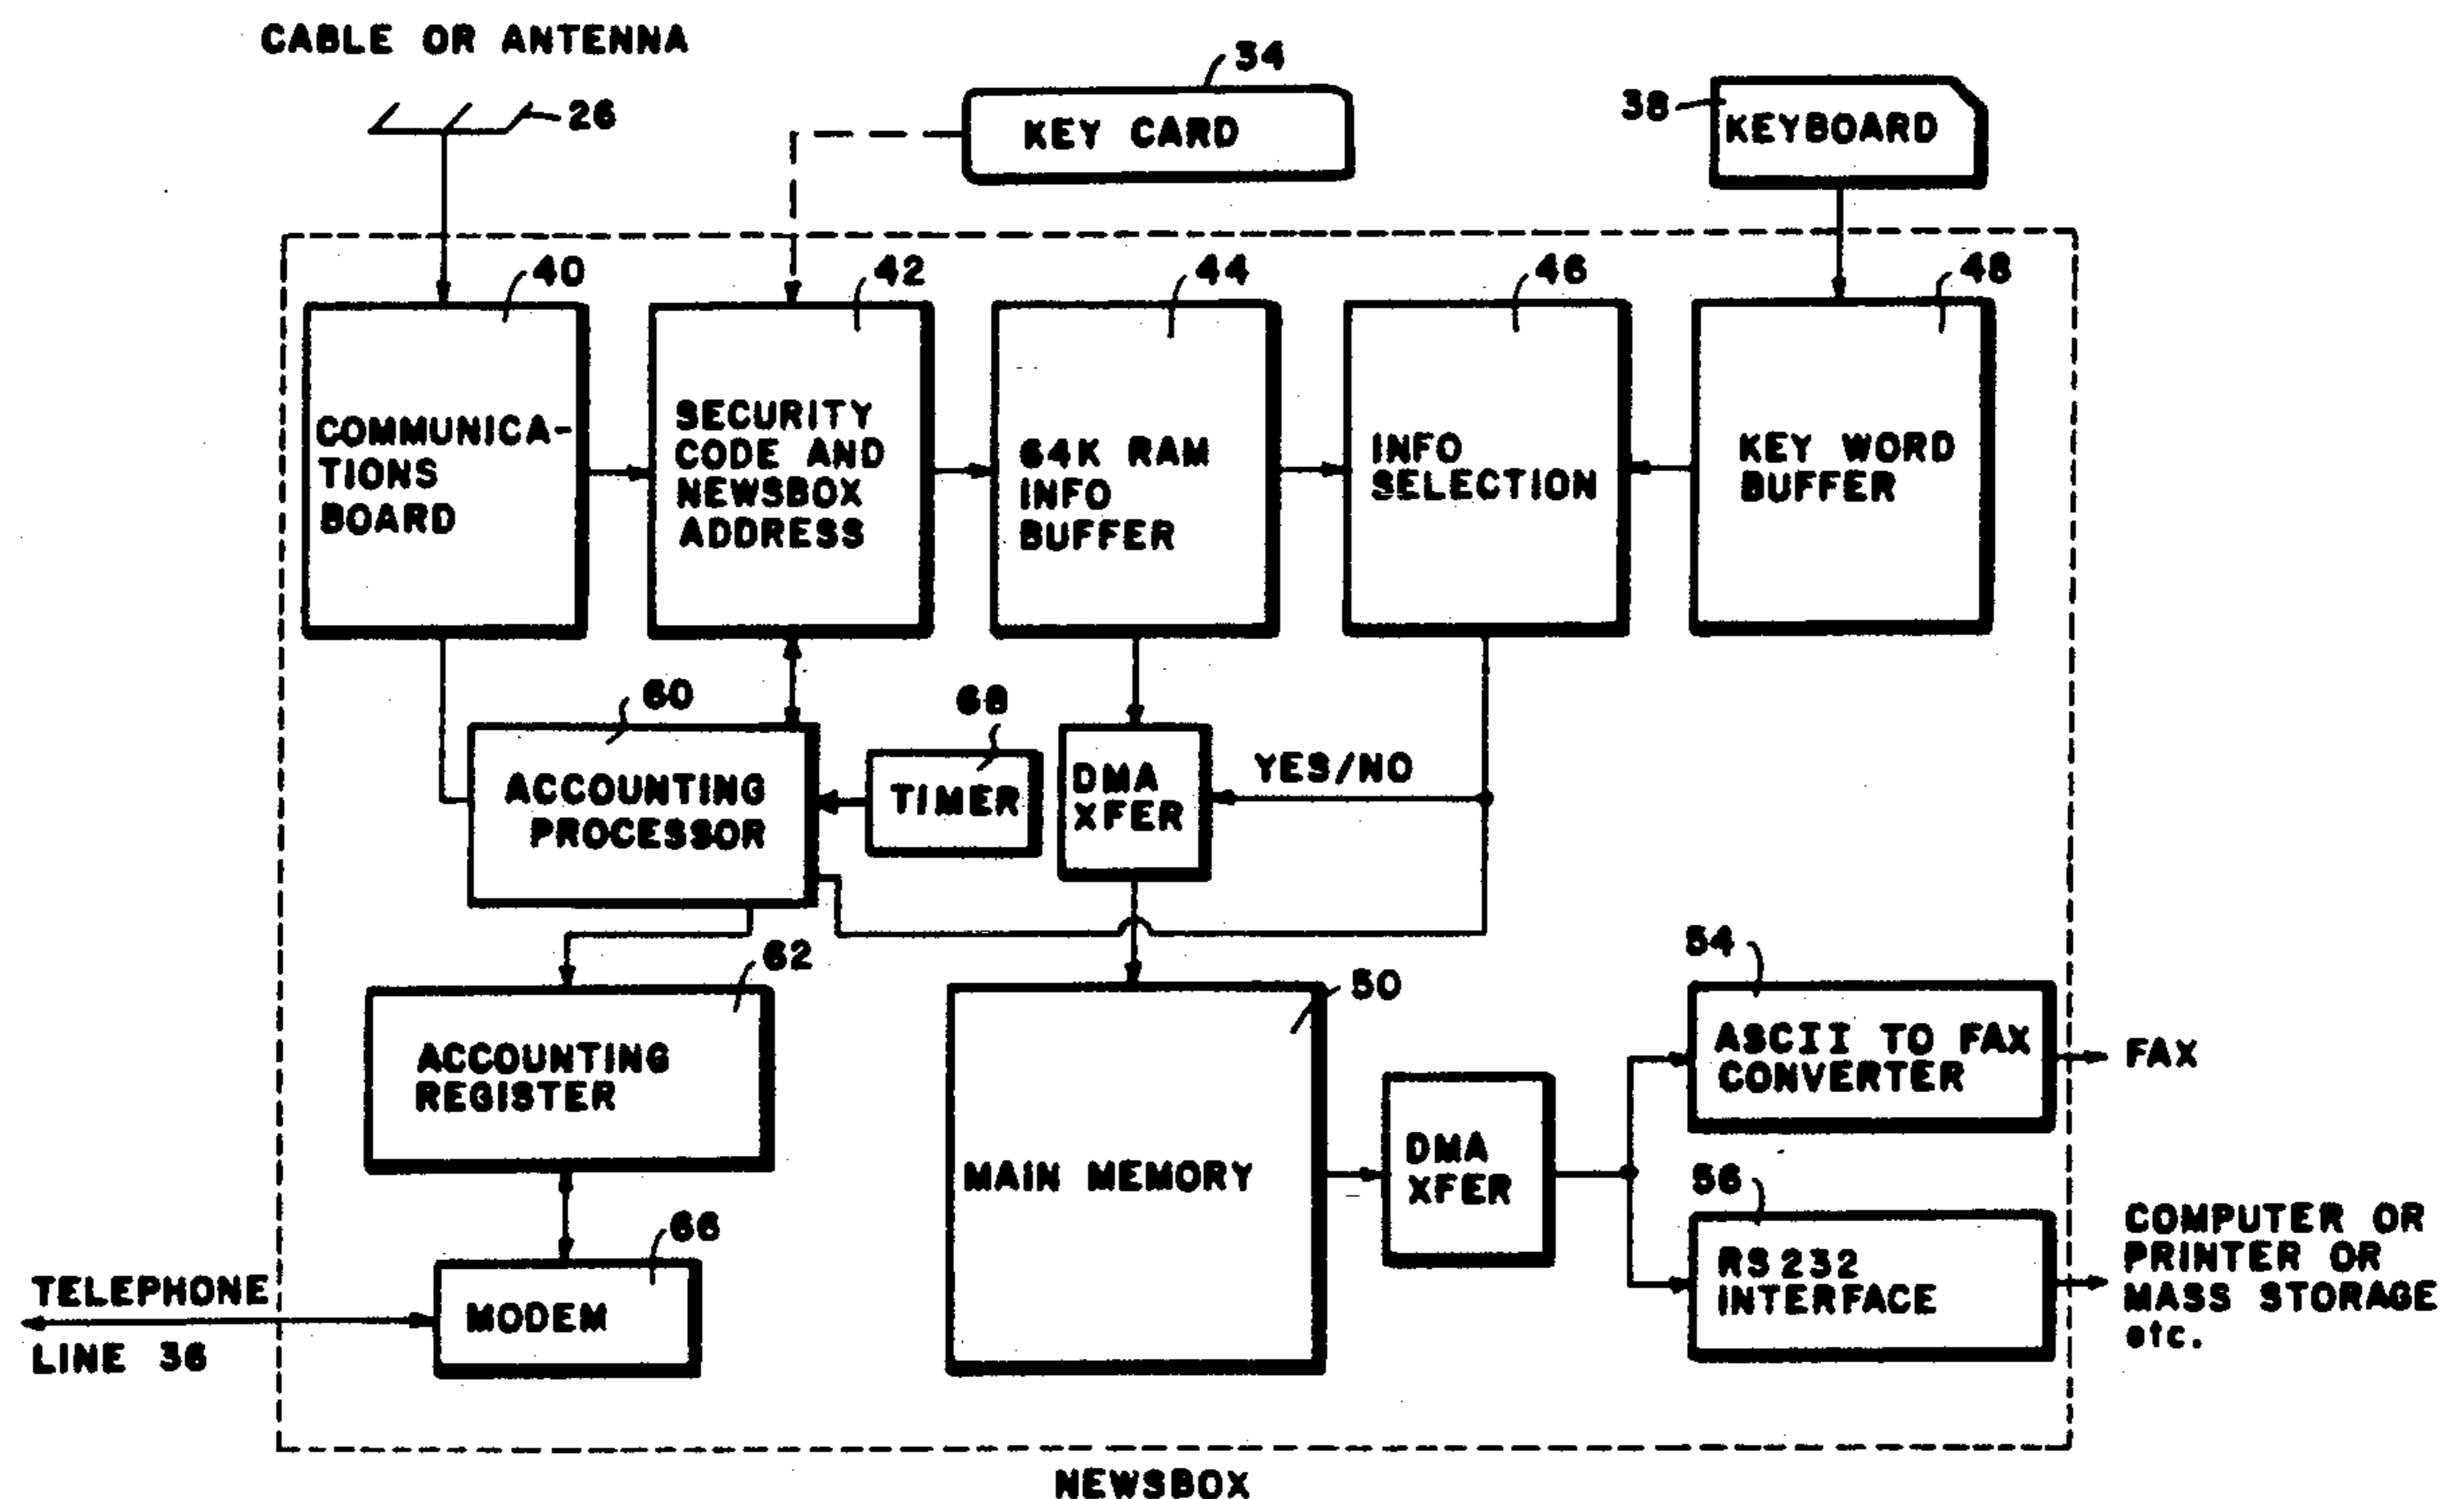 CABLE OR ANTENNA
26
34
KEY CARD
38
KEYBOARD
40
42
44
46
48
COMMUNICA-
TIONS
BOARD
SECURITY
CODE AND
NEWSBOX
ADDRESS
64K RAM
INFO
BUFFER
INFO
SELECTION
KEY WORD
BUFFER
60
68
ACCOUNTING
PROCESSOR
TIMER
DMA
XFER
YES/NO
62
ACCOUNTING
REGISTER
50
MAIN MEMORY
DMA
XFER
54
ASCII TO FAX
CONVERTER
FAX
56
RS232
INTERFACE
COMPUTER OR
PRINTER OR
MASS STORAGE
etc.
66
MODEM
TELEPHONE
LINE 36
NEWSBOX